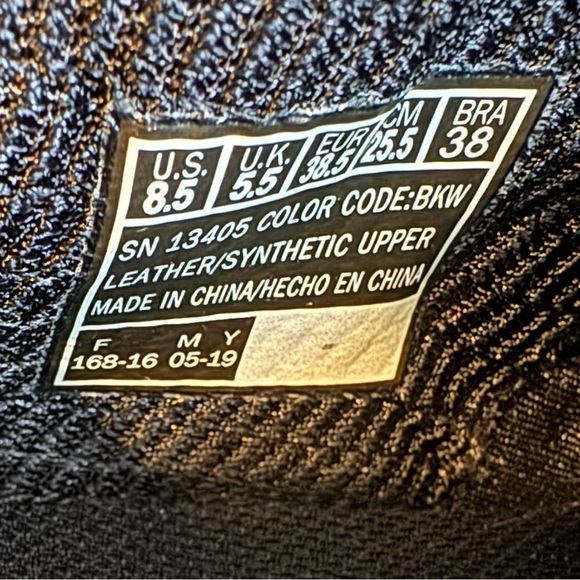 U.S. U.K. EUR CM BRA
8.5 5.5 38.5 25.5 38
SN 13405 COLOR CODE:BKW
LEATHER/SYNTHETIC UPPER
MADE IN CHINA/HECHO EN CHINA
F M Y
168-16 05-19